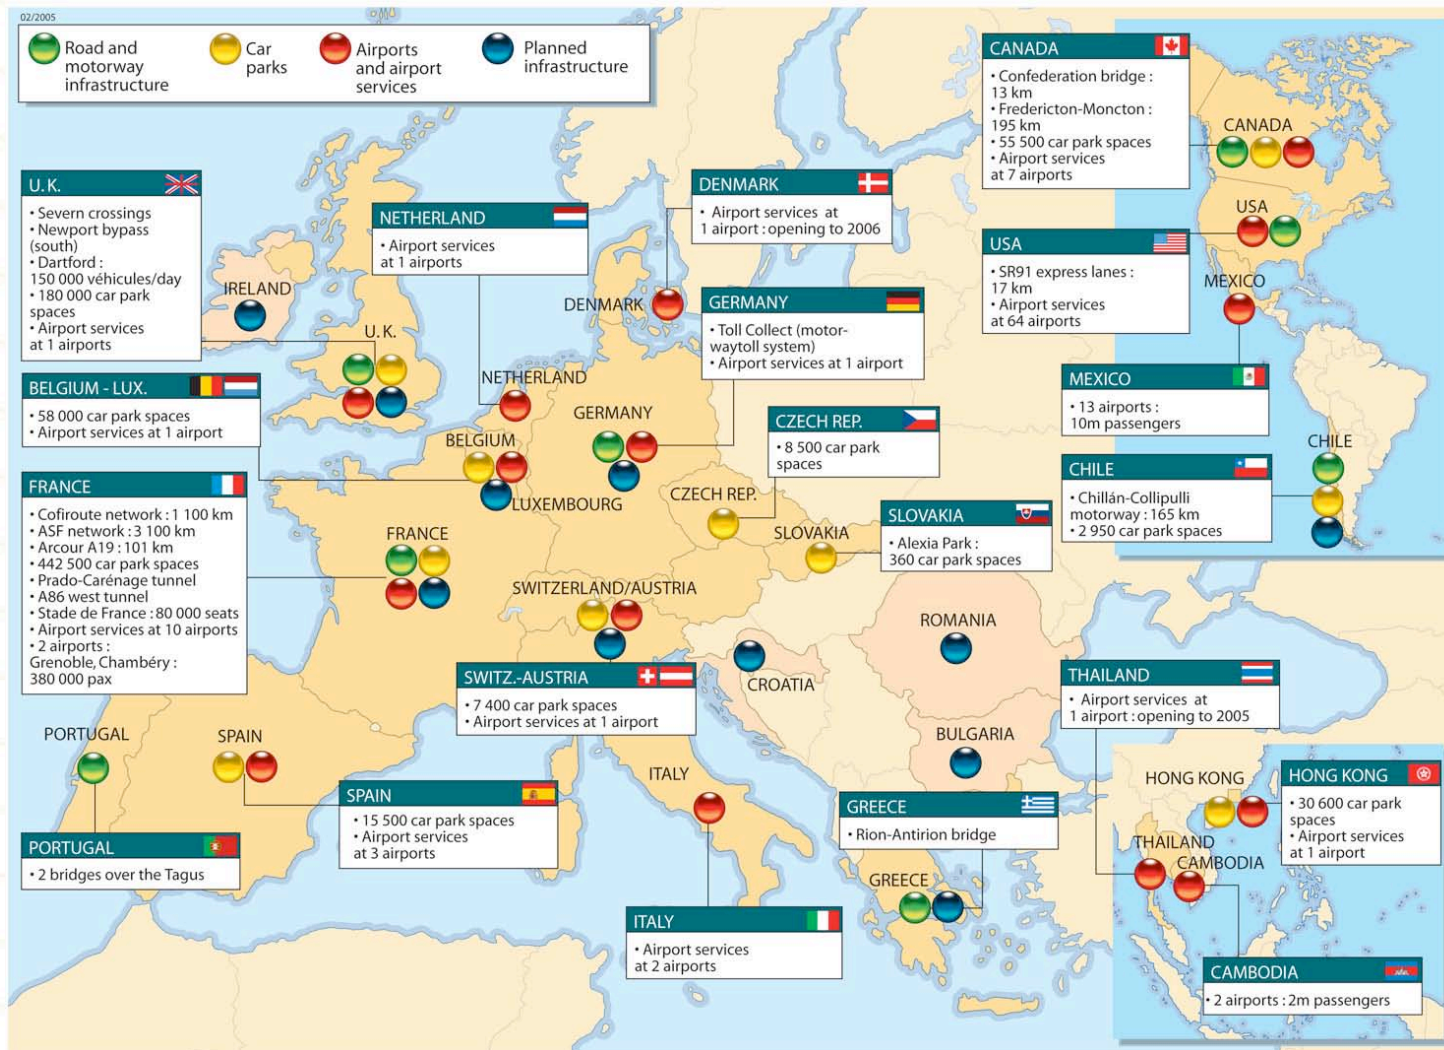 02/2005
Road and
motorway
infrastructure
Car
parks
Airports
and airport
services
Planned
infrastructure
CANADA
• Confederation bridge :
13 km
• Fredericton-Moncton :
195 km
• 55 500 car park spaces
• Airport services
at 7 airports
CANADA
U. K.
• Severn crossings
• Newport bypass
(south)
• Dartford :
150 000 véhicules/day
• 180 000 car park
spaces
• Airport services
at 1 airports
NETHERLAND
• Airport services
at 1 airports
DENMARK
• Airport services at
1 airport : opening to 2006
USA
USA
• SR91 express lanes :
17 km
• Airport services
at 64 airports
MEXICO
IRELAND
DENMARK
GERMANY
• Toll Collect (motor-
waytoll system)
• Airport services at 1 airport
U. K.
BELGIUM - LUX.
• 58 000 car park spaces
• Airport services at 1 airport
NETHERLAND
GERMANY
MEXICO
• 13 airports :
10m passengers
CZECH REP.
• 8 500 car park
spaces
BELGIUM
LUXEMBOURG
CHILE
CHILE
• Chillán-Collipulli
motorway : 165 km
• 2 950 car park spaces
FRANCE
• Cofiroute network : 1 100 km
• ASF network : 3 100 km
• Arcour A19 : 101 km
• 442 500 car park spaces
• Prado-Carénage tunnel
• A86 west tunnel
• Stade de France : 80 000 seats
• Airport services at 10 airports
• 2 airports :
Grenoble, Chambéry :
380 000 pax
CZECH REP.
SLOVAKIA
• Alexia Park :
360 car park spaces
FRANCE
SLOVAKIA
SWITZERLAND/AUSTRIA
ROMANIA
SWITZ.-AUSTRIA
• 7 400 car park spaces
• Airport services at 1 airport
CROATIA
THAILAND
• Airport services at
1 airport : opening to 2005
PORTUGAL
SPAIN
BULGARIA
ITALY
HONG KONG
HONG KONG
• 30 600 car park
spaces
• Airport services
at 1 airport
SPAIN
• 15 500 car park spaces
• Airport services
at 3 airports
GREECE
• Rion-Antirion bridge
PORTUGAL
• 2 bridges over the Tagus
THAILAND
CAMBODIA
GREECE
ITALY
• Airport services
at 2 airports
CAMBODIA
• 2 airports : 2m passengers